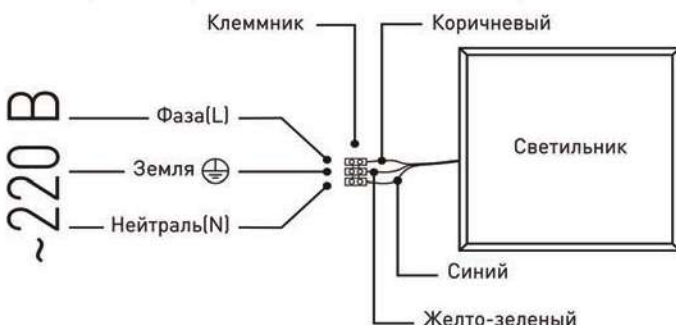 Клеммник
Коричневый
~220 В
Фаза(L)
Земля
Нейтраль(N)
Светильник
Синий
Желто-зеленый